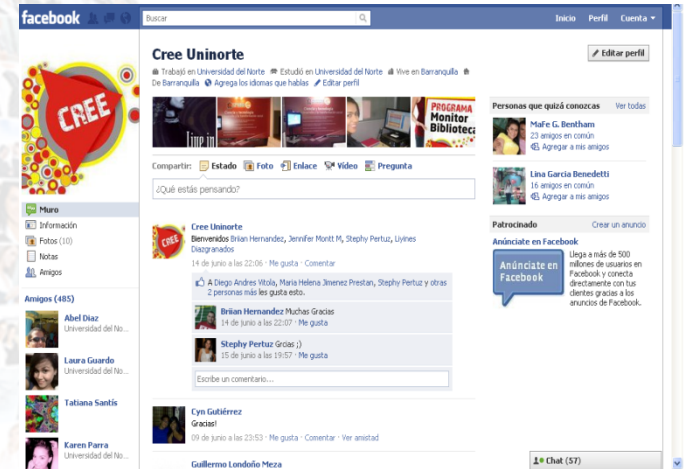 facebook
Buscar
Inicio Perfil Cuenta
CREE
Cree Uninorte
Editar perfil
Trabajó en Universidad del Norte Estudió en Universidad del Norte Vive en Barranquilla
De Barranquilla Agrega los idiomas que hablas Editar perfil
live in
PROGRAMA
Monitor
Bibliotec
Compartir: Estado Foto Enlace Vídeo Pregunta
¿Qué estás pensando?
Muro
Información
Fotos (10)
Notas
Amigos
Amigos (485)
Abel Diaz
Universidad del No...
Laura Guardo
Universidad del No...
Tatiana Santis
Karen Parra
Universidad del No...
Cree Uninorte
Bienvenidos Briian Hernandez, Jennifer Montt M, Stephy Pertuz, Liyines
Diazgranados
14 de junio a las 22:06 · Me gusta · Comentar
A Diego Andres Vitola, Maria Helena Jimenez Prestan, Stephy Pertuz y otras
2 personas más les gusta esto.
Briian Hernandez Muchas Gracias
14 de junio a las 22:07 · Me gusta
Stephy Pertuz Grcias ;)
15 de junio a las 19:57 · Me gusta
Escribe un comentario...
Cyn Gutiérrez
Gracias!
09 de junio a las 23:53 · Me gusta · Comentar · Ver amistad
Guillermo Londoño Meza
Personas que quizá conozcas Ver todas
MaFe G. Bentham
23 amigos en común
Agregar a mis amigos
Lina Garcia Benedetti
16 amigos en común
Agregar a mis amigos
Patrocinado Crear un anuncio
Anúnciate en Facebook
Anúnciate en
Facebook
Llega a más de 500
millones de usuarios en
Facebook y conecta
directamente con tus
clientes gracias a los
anuncios de Facebook.
Chat (57)